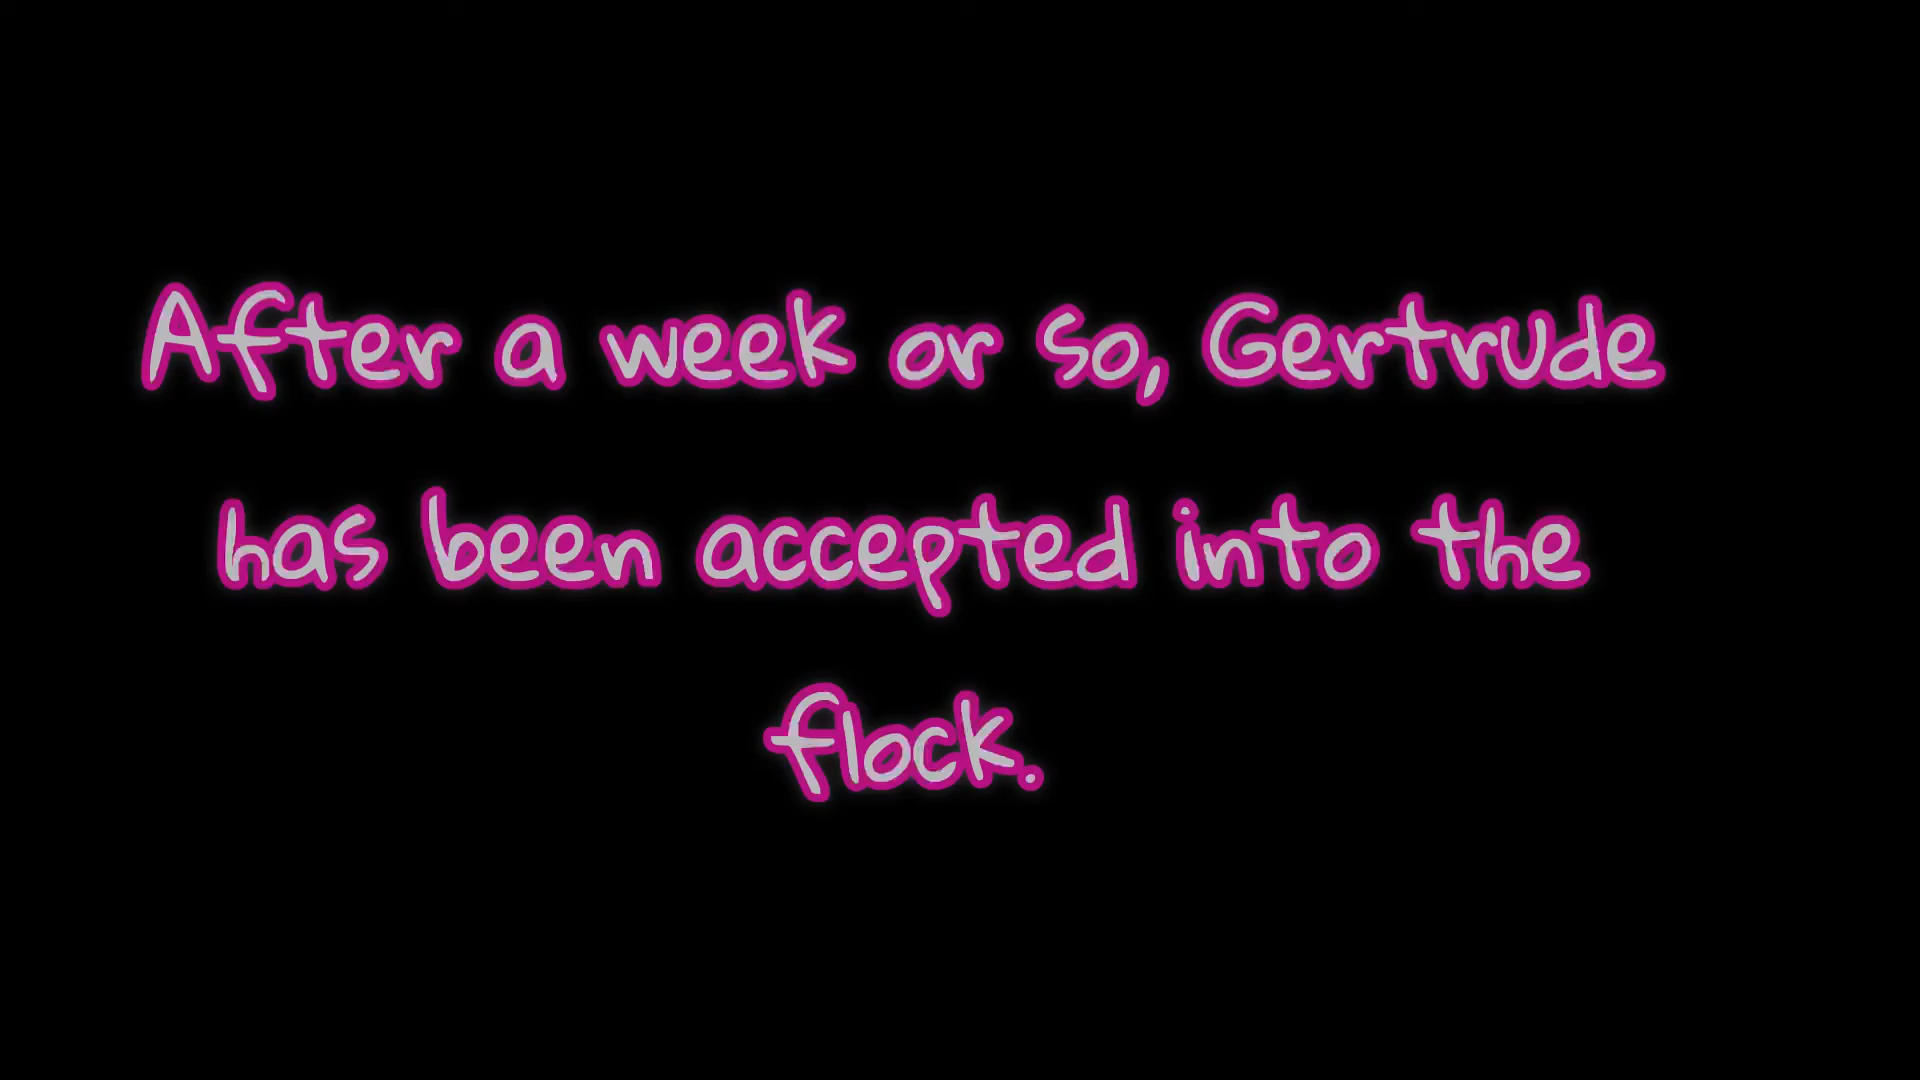 After a week or so, Gertrude
has been accepted into the
flock.